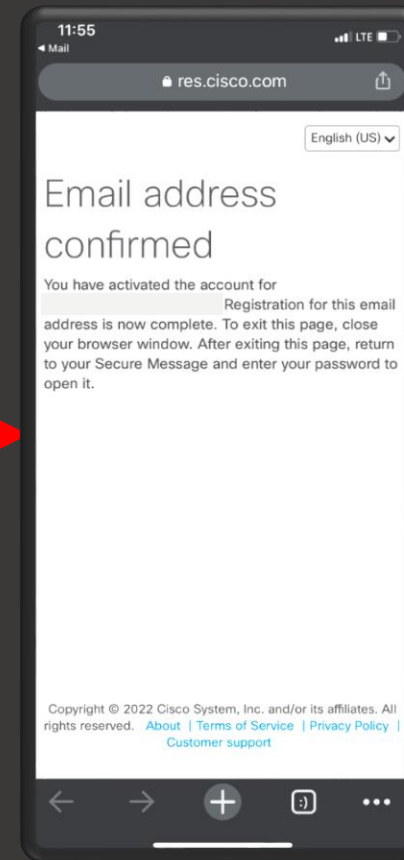 11:55
LTE
Mail
res.cisco.com
English (US)
Email address
confirmed
You have activated the account for
Registration for this email
address is now complete. To exit this page, close
your browser window. After exiting this page, return
to your Secure Message and enter your password to
open it.
Copyright © 2022 Cisco System, Inc. and/or its affiliates. All
rights reserved. About | Terms of Service | Privacy Policy |
Customer support
:)